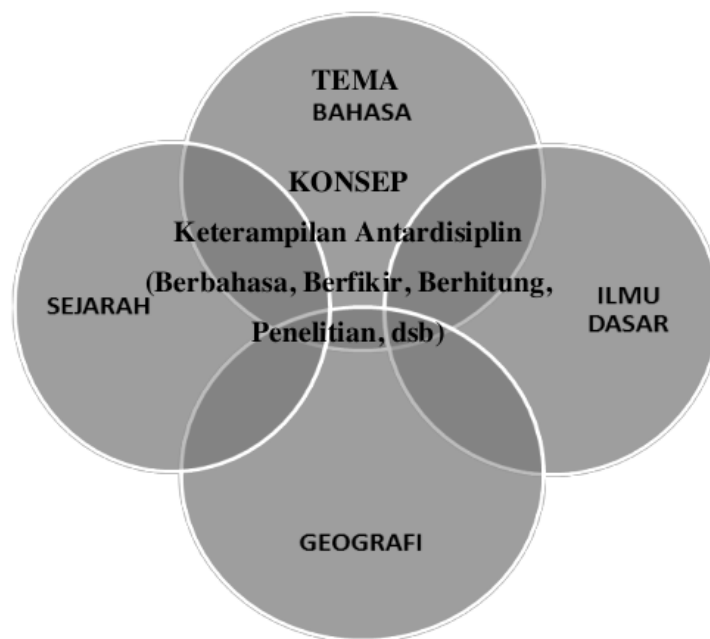 TEMA
BAHASA
KONSEP
Keterampilan Antardisiplin
(Berbahasa, Berfikir, Berhitung,
Penelitian, dsb)
SEJARAH
ILMU
DASAR
GEOGRAFI